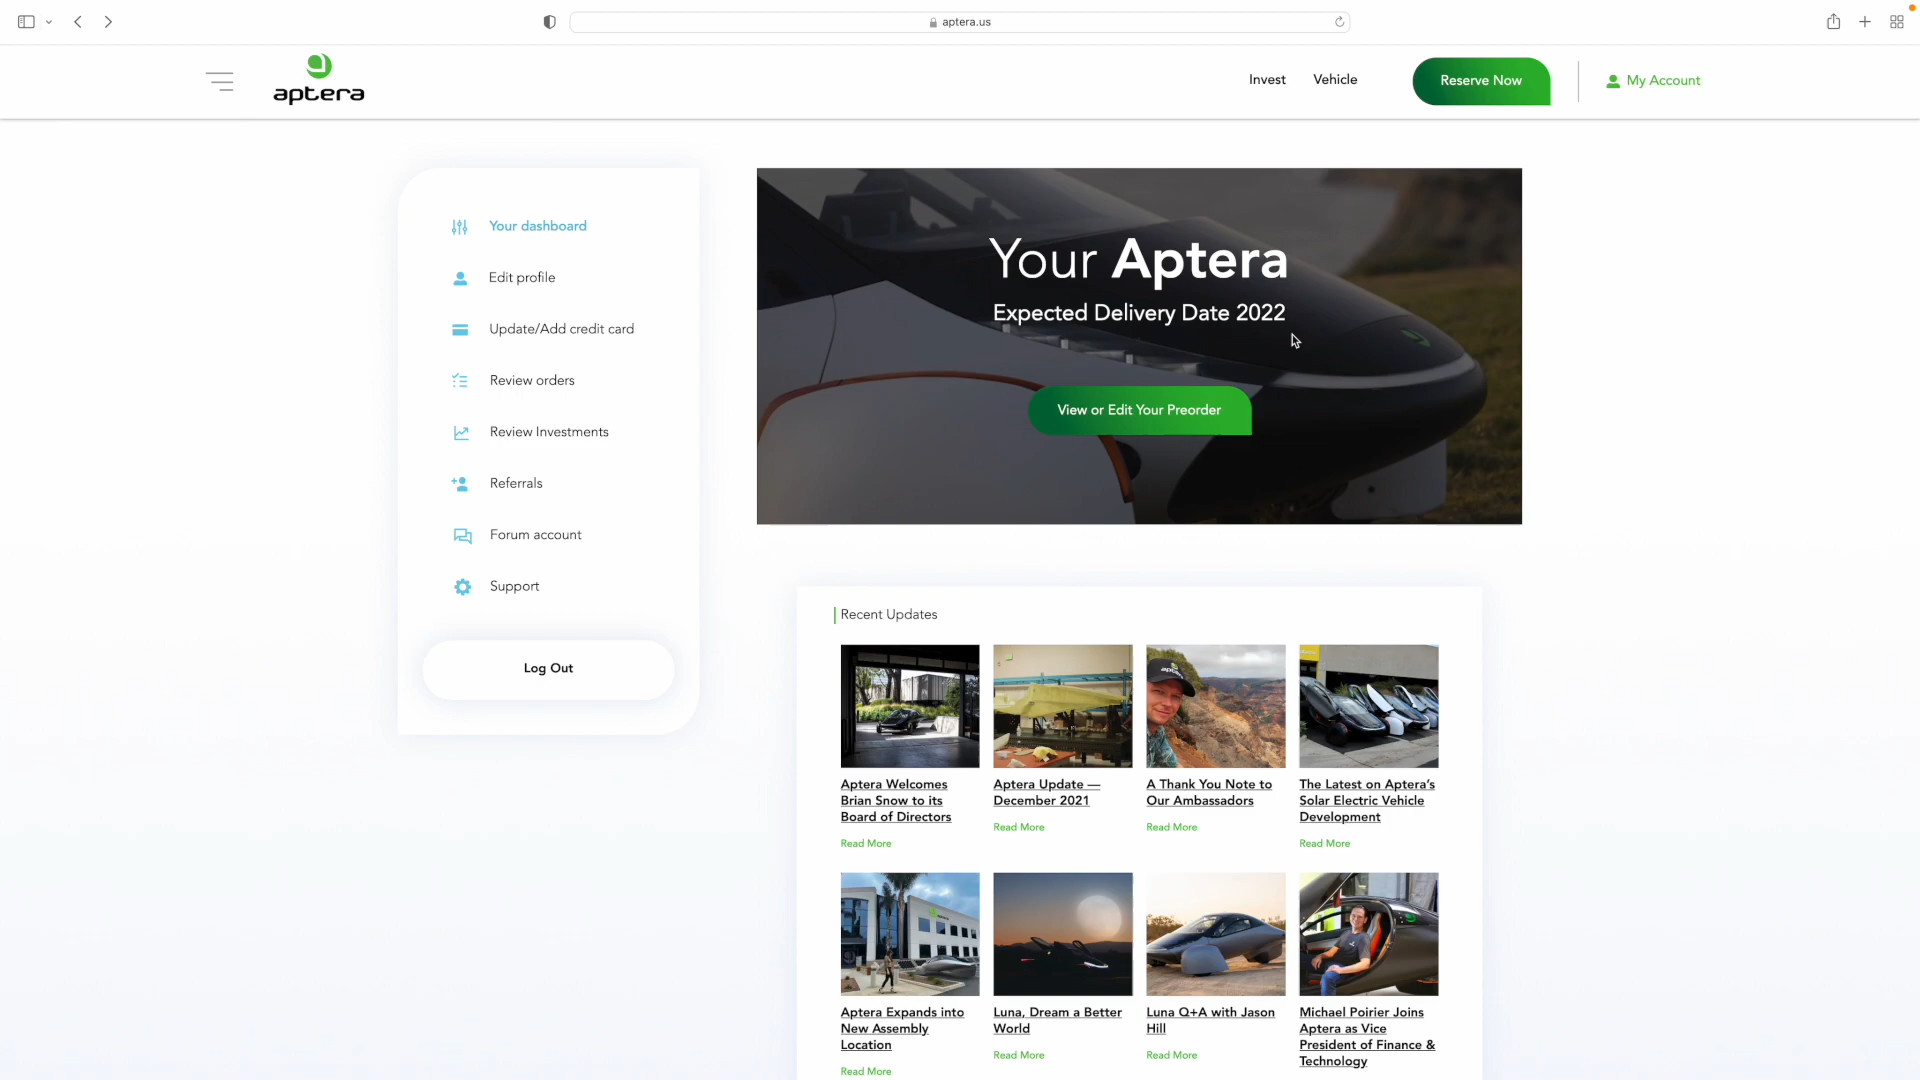 aptera.us
aptera
Invest
Vehicle
Reserve Now
My Account
Your dashboard
Edit profile
Update/Add credit card
Review orders
Review Investments
Referrals
Forum account
Support
Log Out
Your Aptera
Expected Delivery Date 2022
View or Edit Your Preorder
Recent Updates
Aptera Welcomes
Brian Snow to its
Board of Directors
Read More
Aptera Update —
December 2021
Read More
A Thank You Note to
Our Ambassadors
Read More
The Latest on Aptera's
Solar Electric Vehicle
Development
Read More
Aptera Expands into
New Assembly
Location
Read More
Luna, Dream a Better
World
Read More
Luna Q+A with Jason
Hill
Read More
Michael Poirier Joins
Aptera as Vice
President of Finance &
Technology